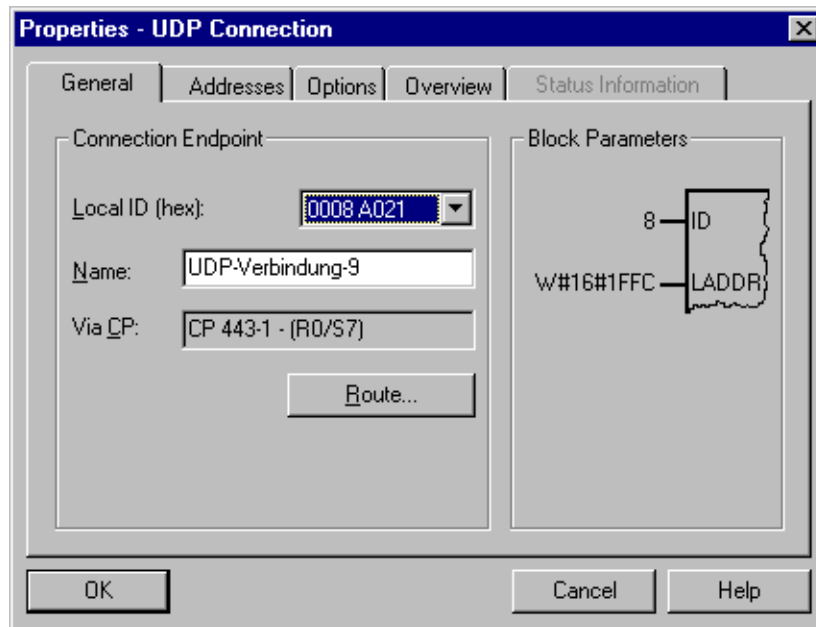 Properties - UDP Connection
General Addresses Options Overview Status Information
Connection Endpoint
Local ID (hex): 0008 A021
Name: UDP-Verbindung-9
Via CP: CP 443-1 - (R0/S7)
Route...
Block Parameters
8 ID
W#16#1FFC LADDR
OK Cancel Help